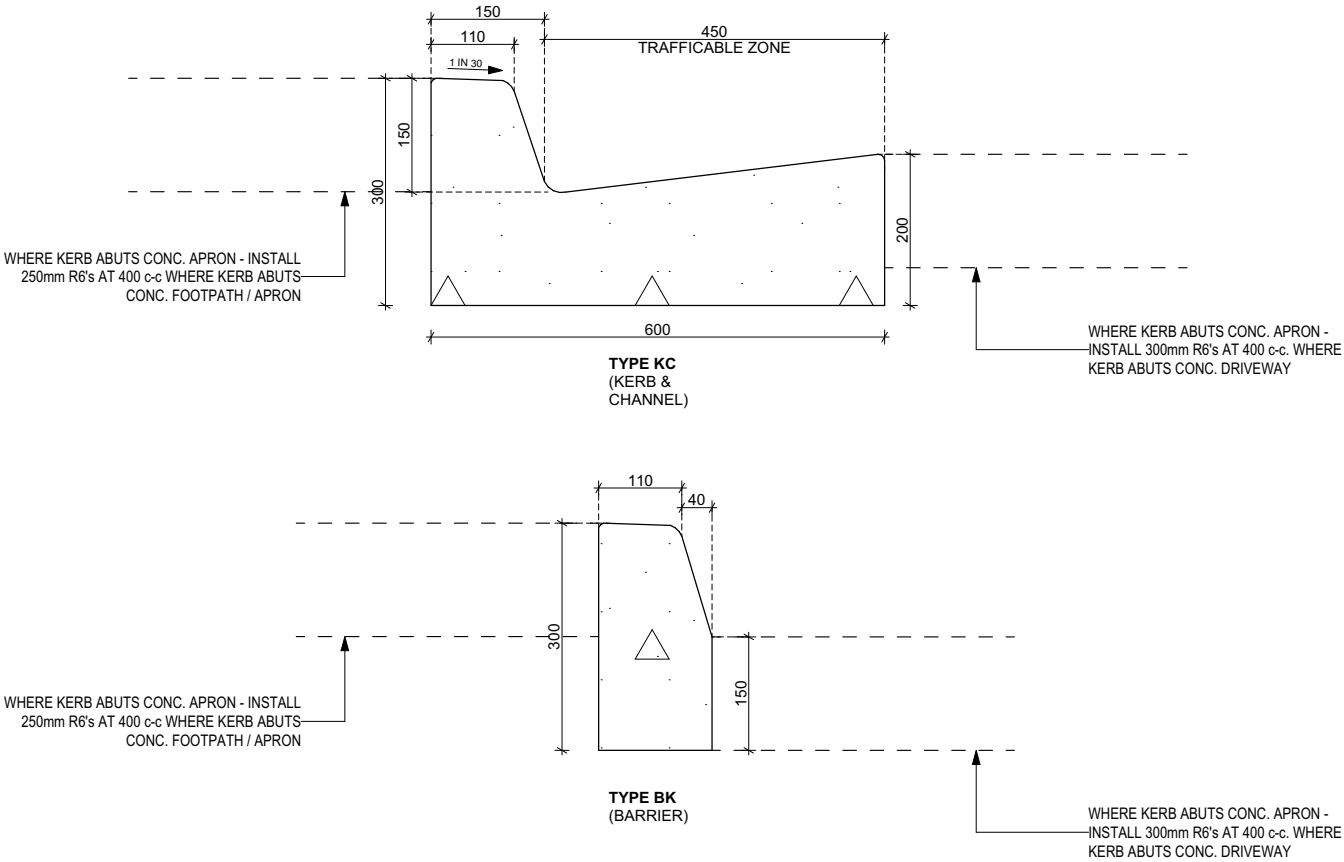 150
110
450
TRAFFICABLE ZONE
1 IN 30
150
300
200
WHERE KERB ABUTS CONC. APRON - INSTALL
250mm R6's AT 400 c-c WHERE KERB ABUTS
CONC. FOOTPATH / APRON
600
WHERE KERB ABUTS CONC. APRON -
INSTALL 300mm R6's AT 400 c-c. WHERE
KERB ABUTS CONC. DRIVEWAY
TYPE KC
(KERB &
CHANNEL)
110
40
300
150
WHERE KERB ABUTS CONC. APRON - INSTALL
250mm R6's AT 400 c-c WHERE KERB ABUTS
CONC. FOOTPATH / APRON
TYPE BK
(BARRIER)
WHERE KERB ABUTS CONC. APRON -
INSTALL 300mm R6's AT 400 c-c. WHERE
KERB ABUTS CONC. DRIVEWAY